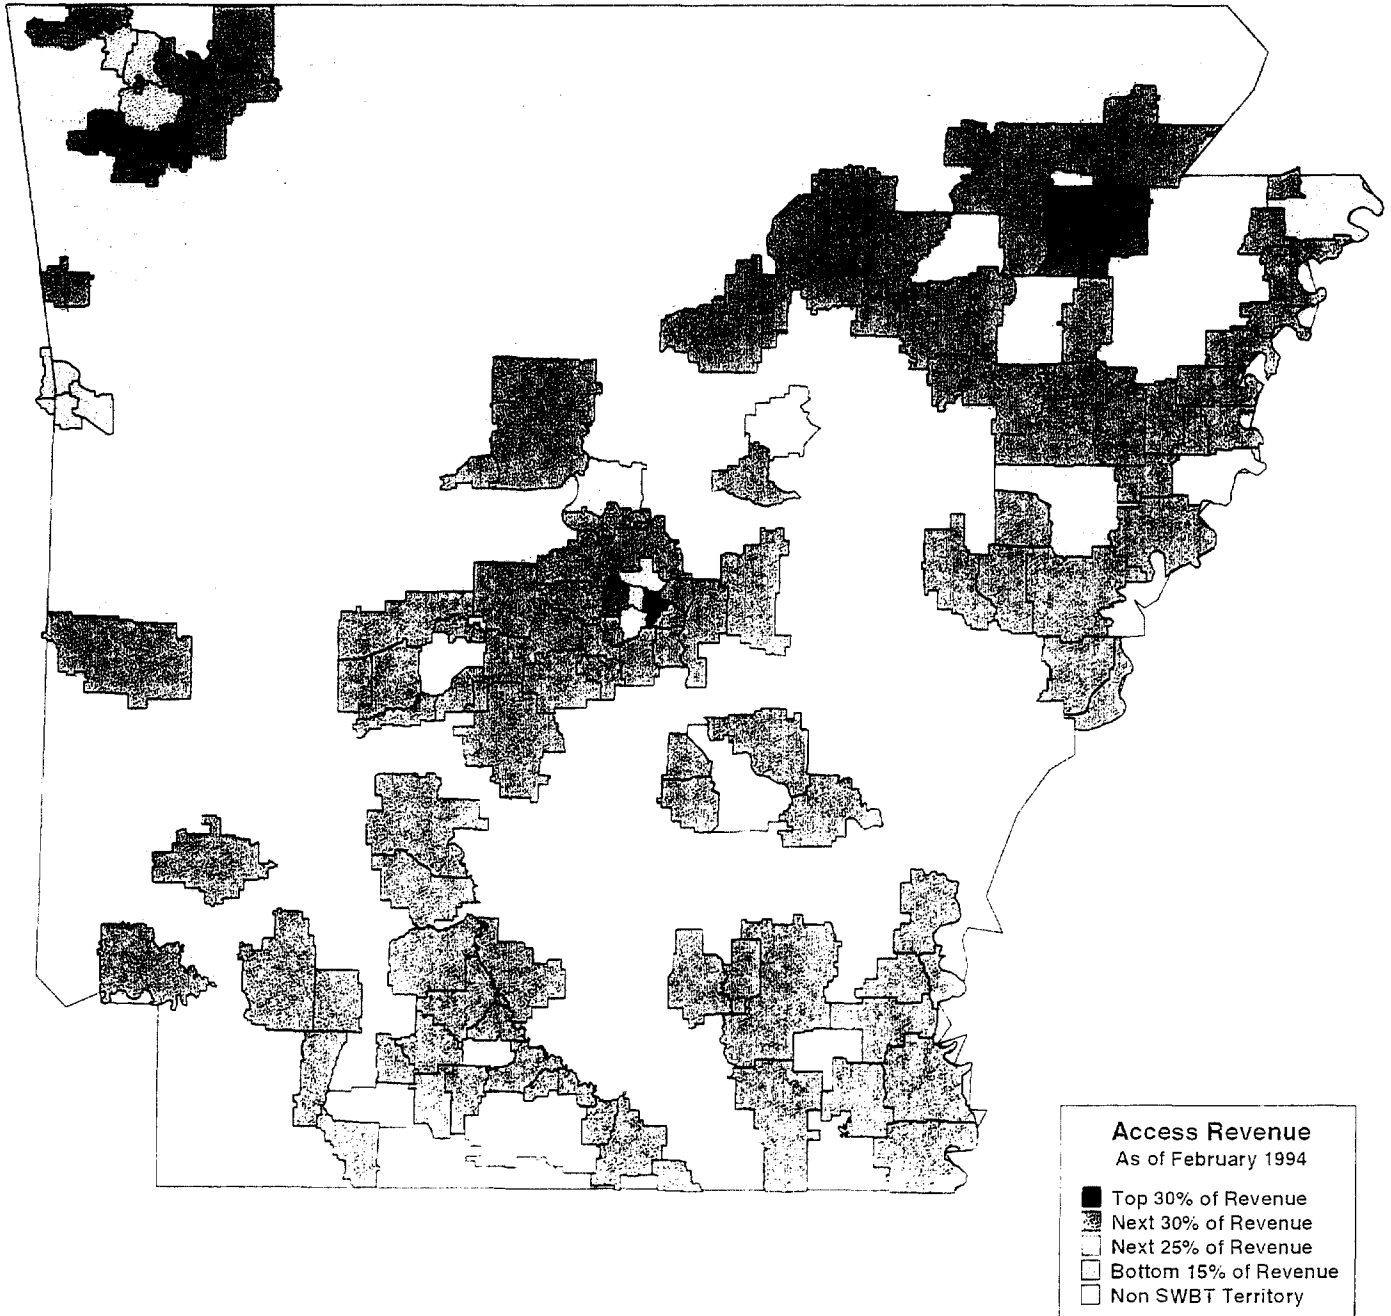 Access Revenue
As of February 1994
Top 30% of Revenue
Next 30% of Revenue
Next 25% of Revenue
Bottom 15% of Revenue
Non SWBT Territory